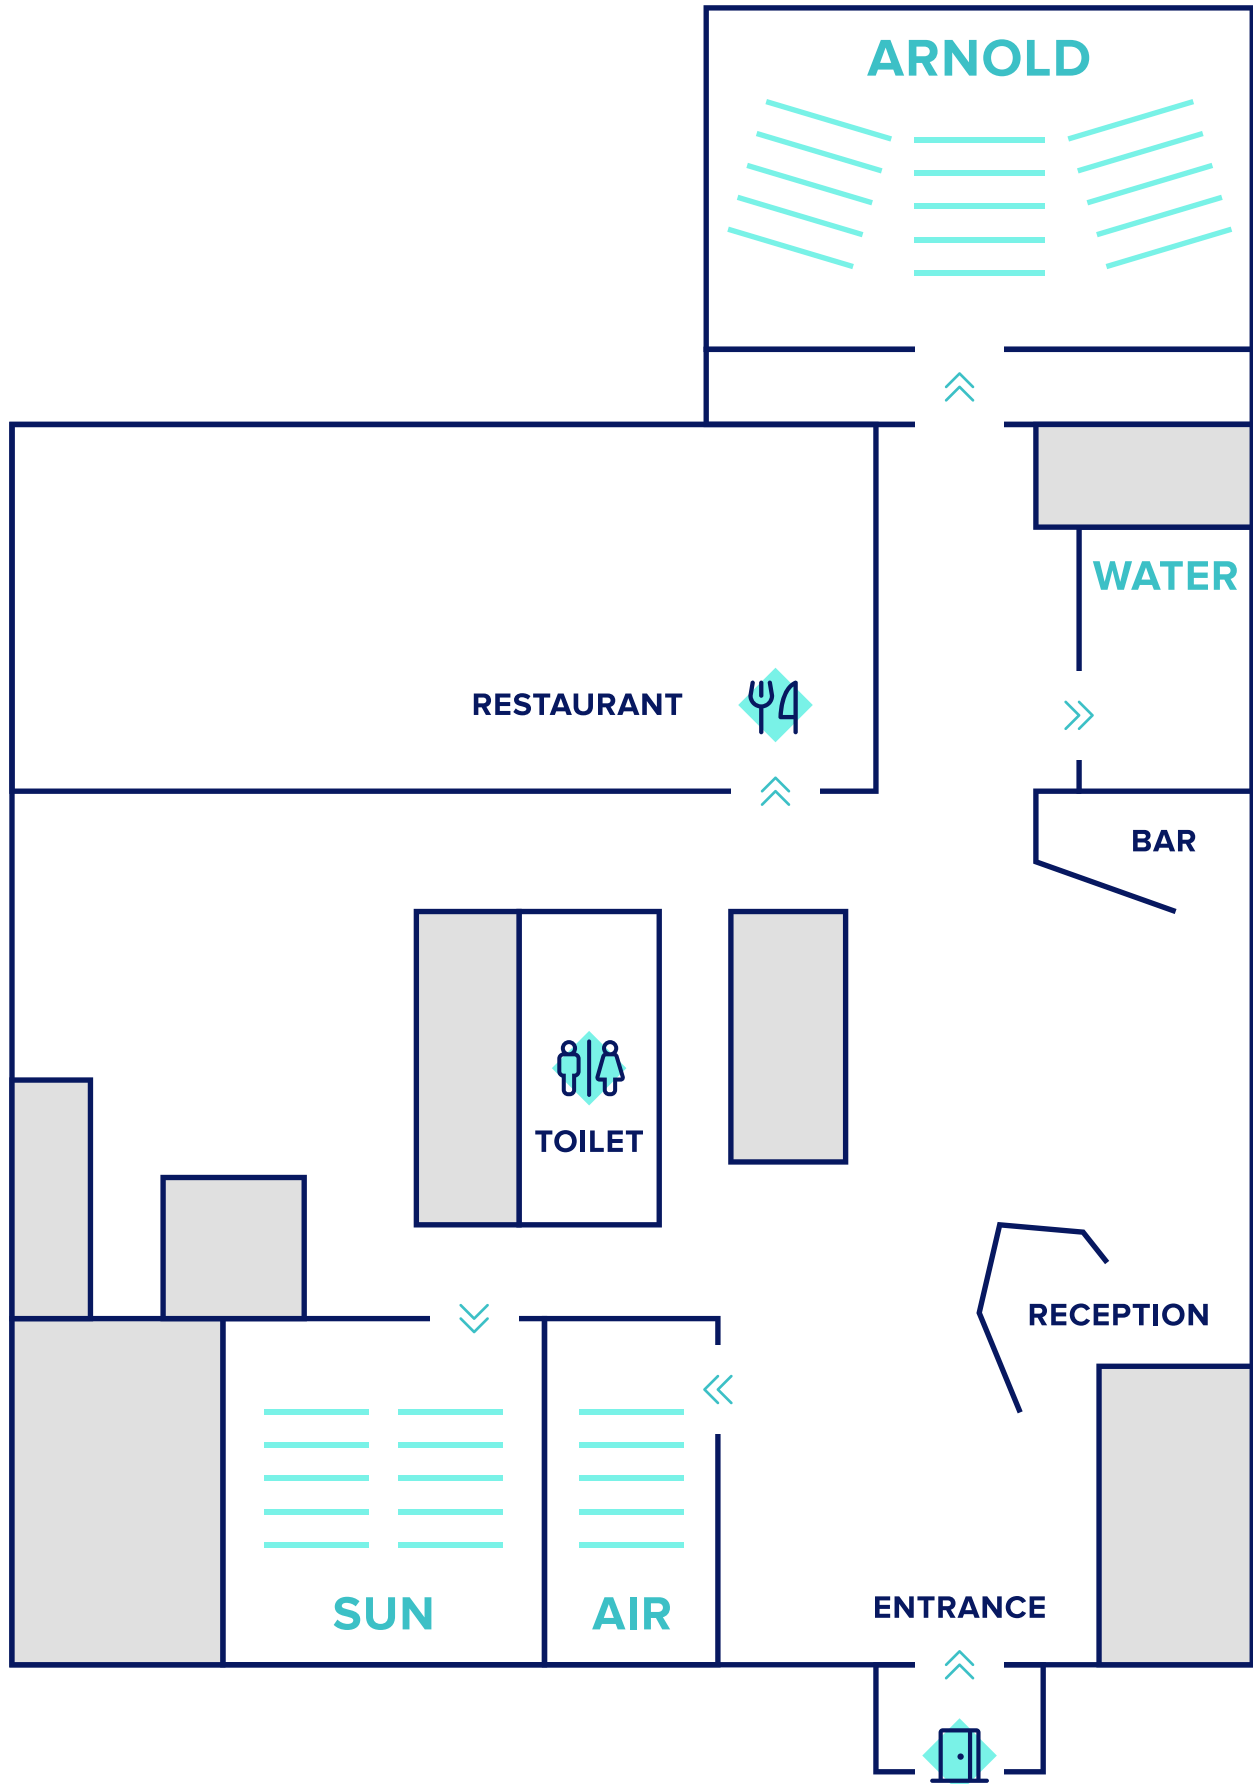 ARNOLD
WATER
RESTAURANT
BAR
TOILET
RECEPTION
SUN
AIR
ENTRANCE